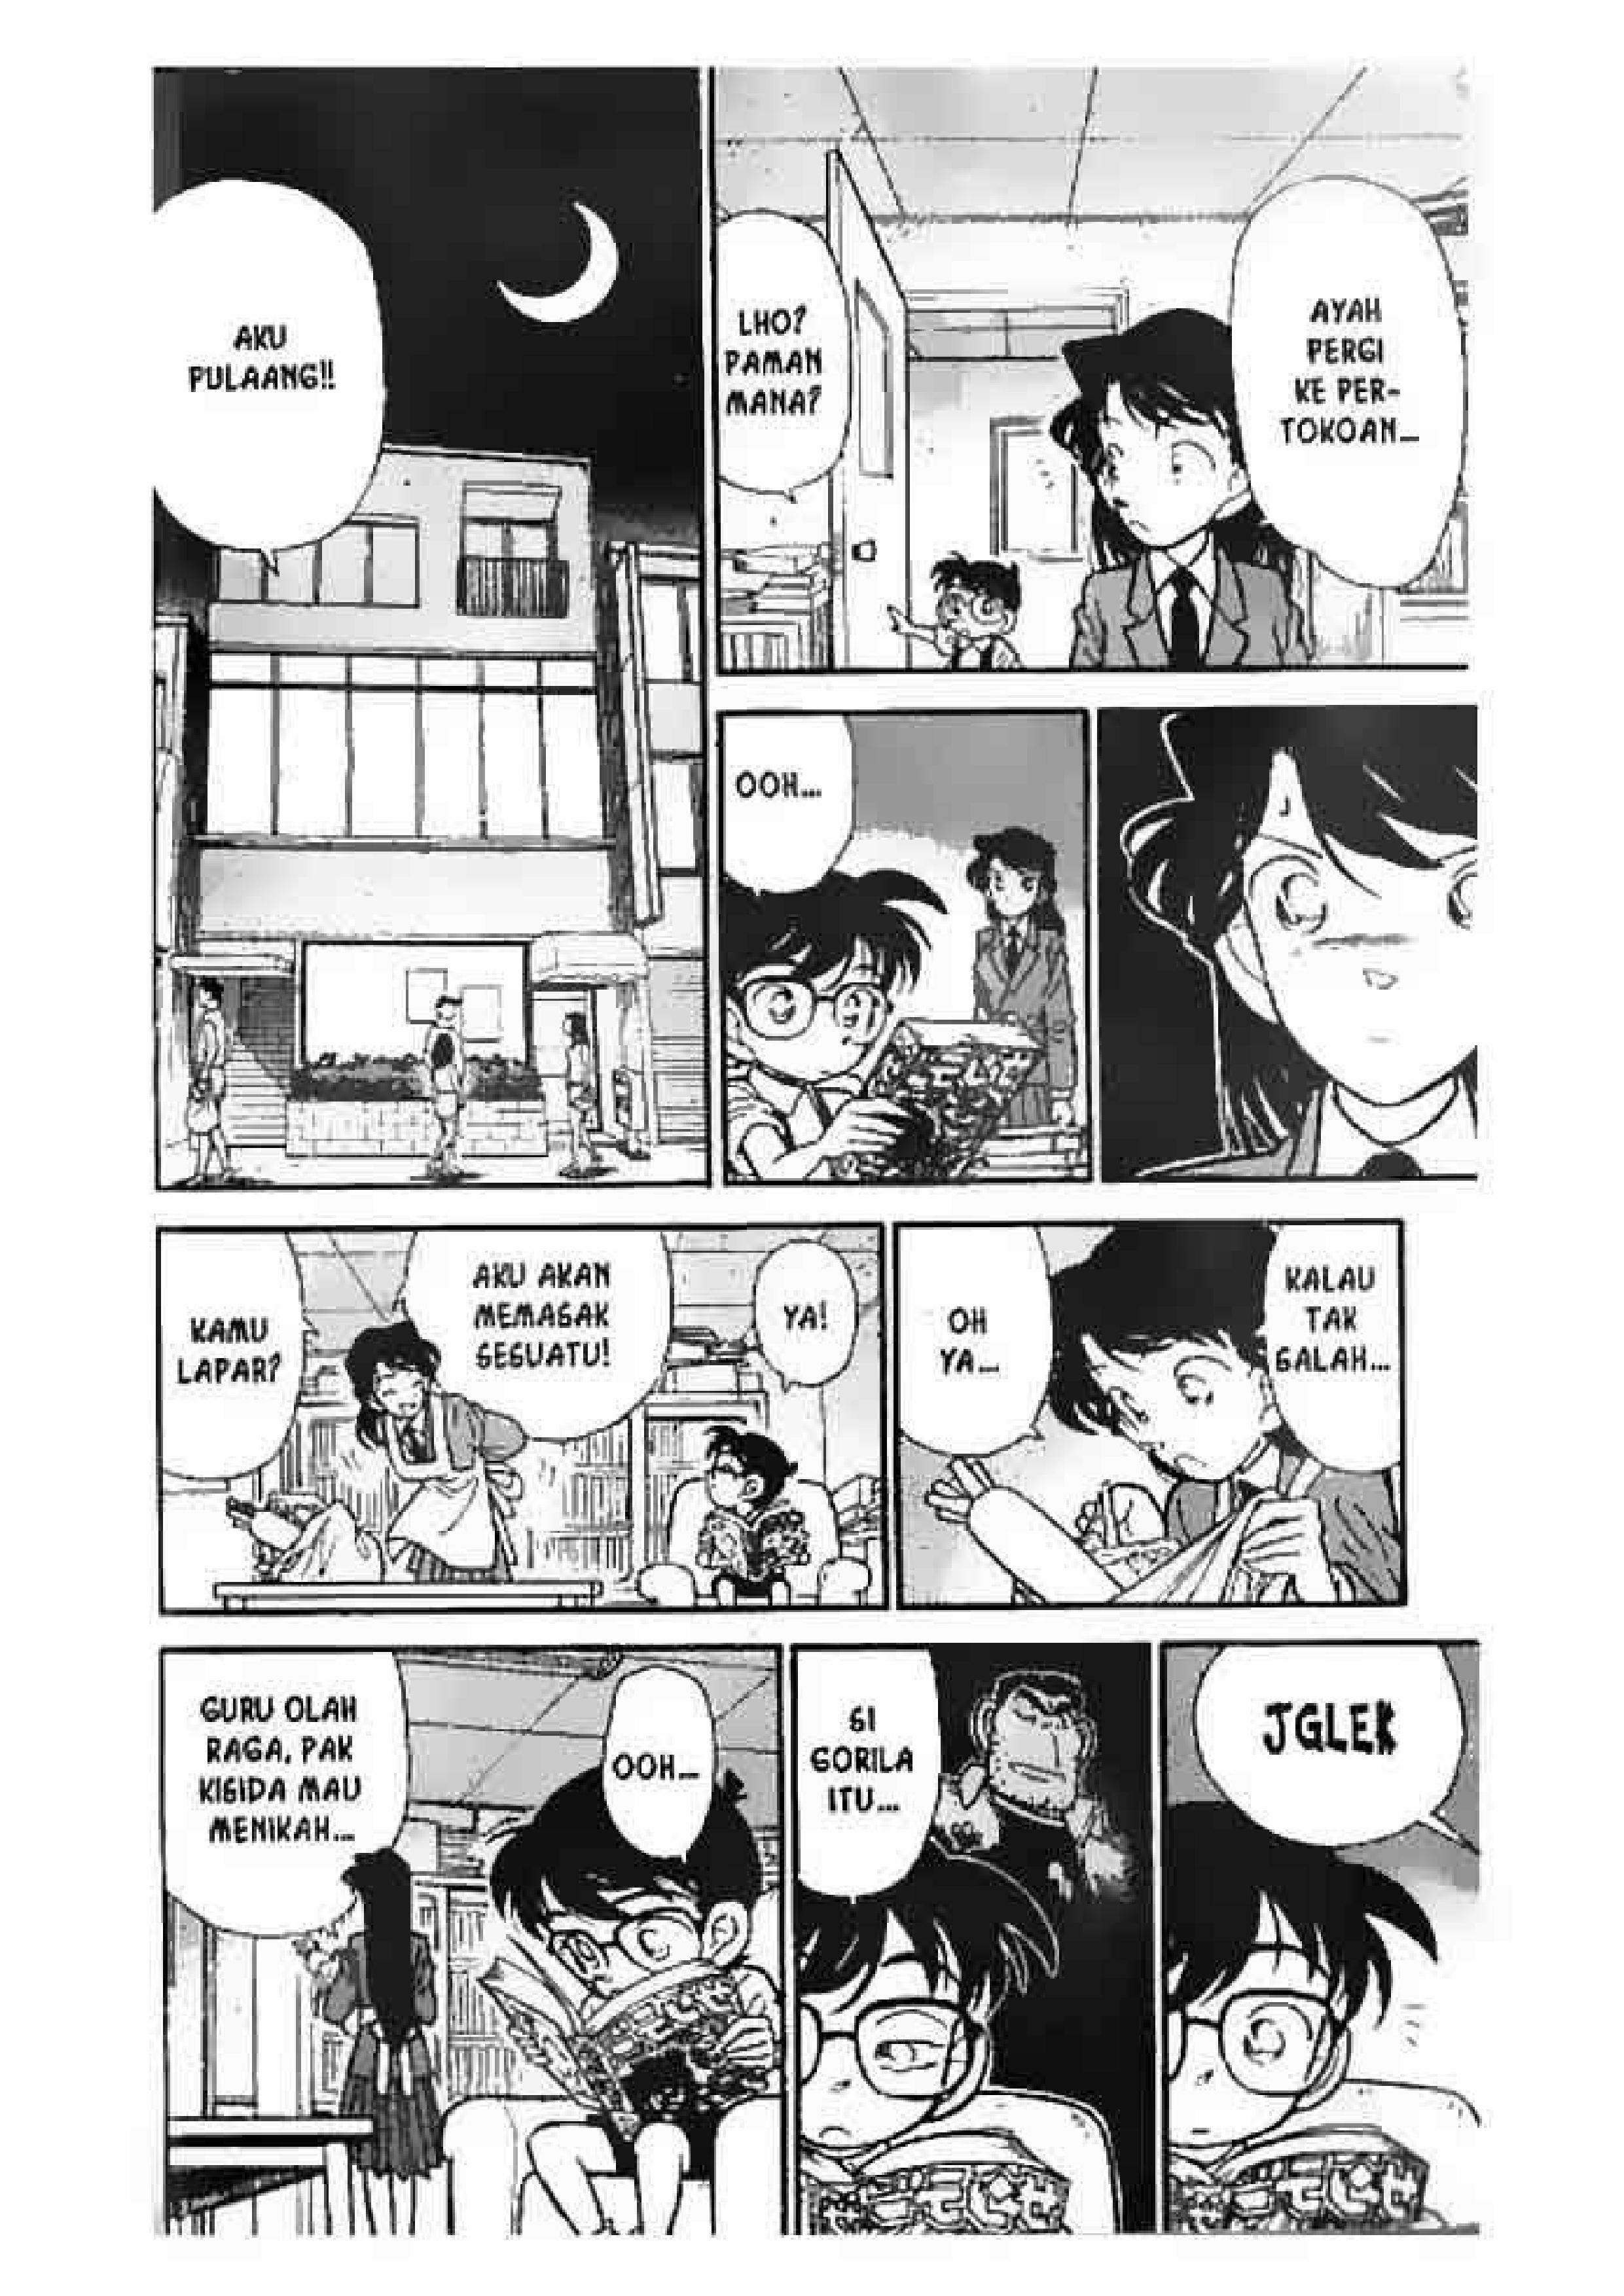 AKU
PULAANG!!
LHO?
PAMAN
MANA?
AYAH
PERGI
KE PER-
TOKOAN...
OOH...
KAMU
LAPAR?
AKU AKAN
MEMASAK
SESUATU!
YA!
OH
YA...
KALAU
TAK
SALAH...
GURU OLAH
RAGA, PAK
KISIDA MAU
MENIKAH...
OOH...
SI
GORILA
ITU...
JGLEK